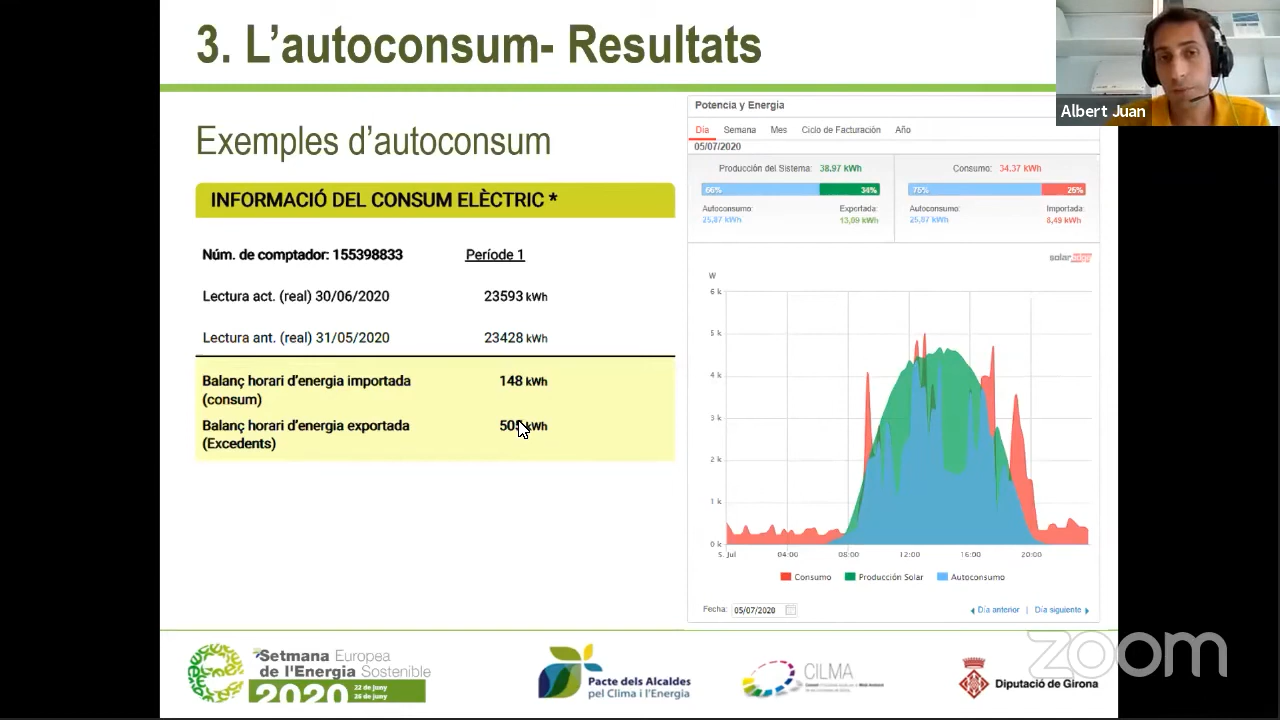 3. L'autoconsum- Resultats
Albert Juan
Exemples d'autoconsum
INFORMACIÓ DEL CONSUM ELÈCTRIC *
Núm. de comptador: 155398833 Període 1
Lectura act. (real) 30/06/2020 23593 kWh
Lectura ant. (real) 31/05/2020 23428 kWh
Balanç horari d'energia importada 148 kWh
(consum)
Balanç horari d'energia exportada kWh
(Excedents)
Potencia y Energía
Día Semana Mes Ciclo de Facturación Año
05/07/2020
Producción del Sistema: 38.97 kWh Consumo: 34.37 kWh
66% 34% 75% 25%
Autoconsumo: Exportada: Autoconsumo: Importada:
25,87 kWh 13,09 kWh 25,87 kWh 8,49 kWh
solaredge
W
6 k
5 k
4 k
3 k
2 k
1 k
0 k
5. Jul 04:00 08:00 12:00 16:00 20:00
Consumo Producción Solar Autoconsumo
Fecha: 05/07/2020 Día anterior | Día siguiente
Setmana Europea
de l'Energia Sostenible
2020 22 de juny
26 de juny
Pacte dels Alcaldes
pel Clima i l'Energia
CILMA
Diputació de Girona
zoom